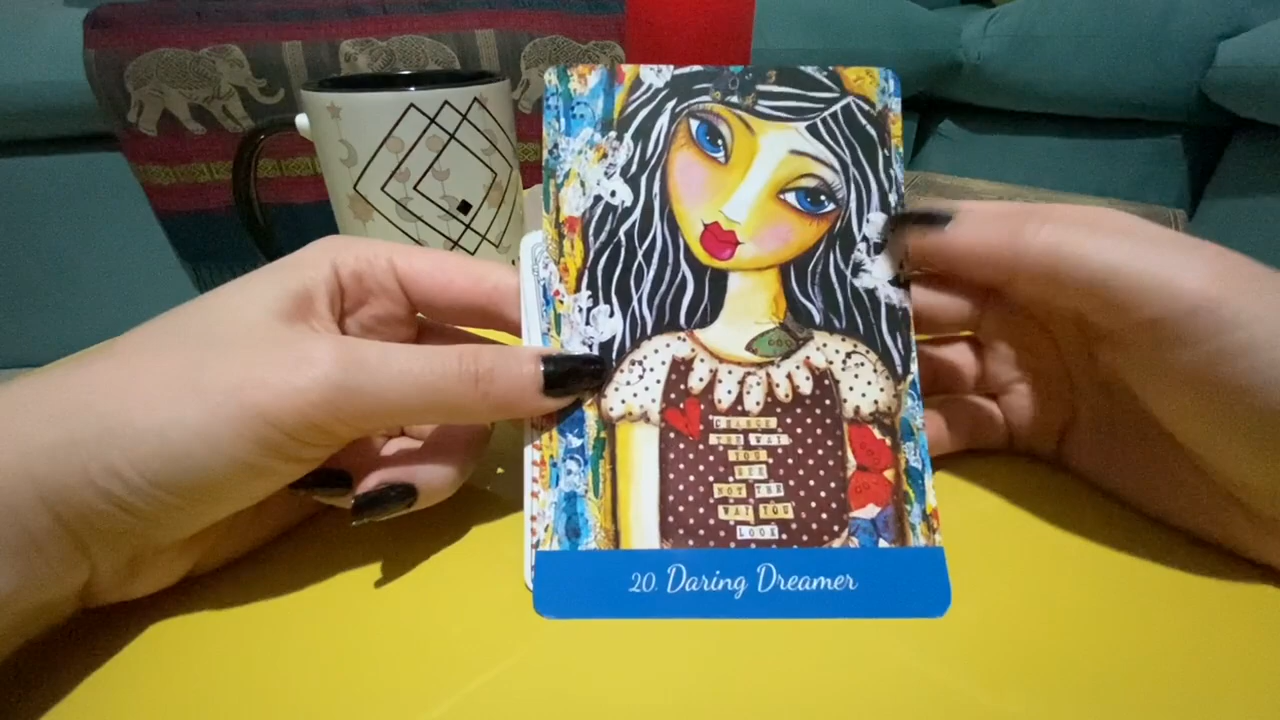 CHANGE
THE WAY
YOU
SEE
NOT THE
WAY YOU
LOOK
20. Daring Dreamer